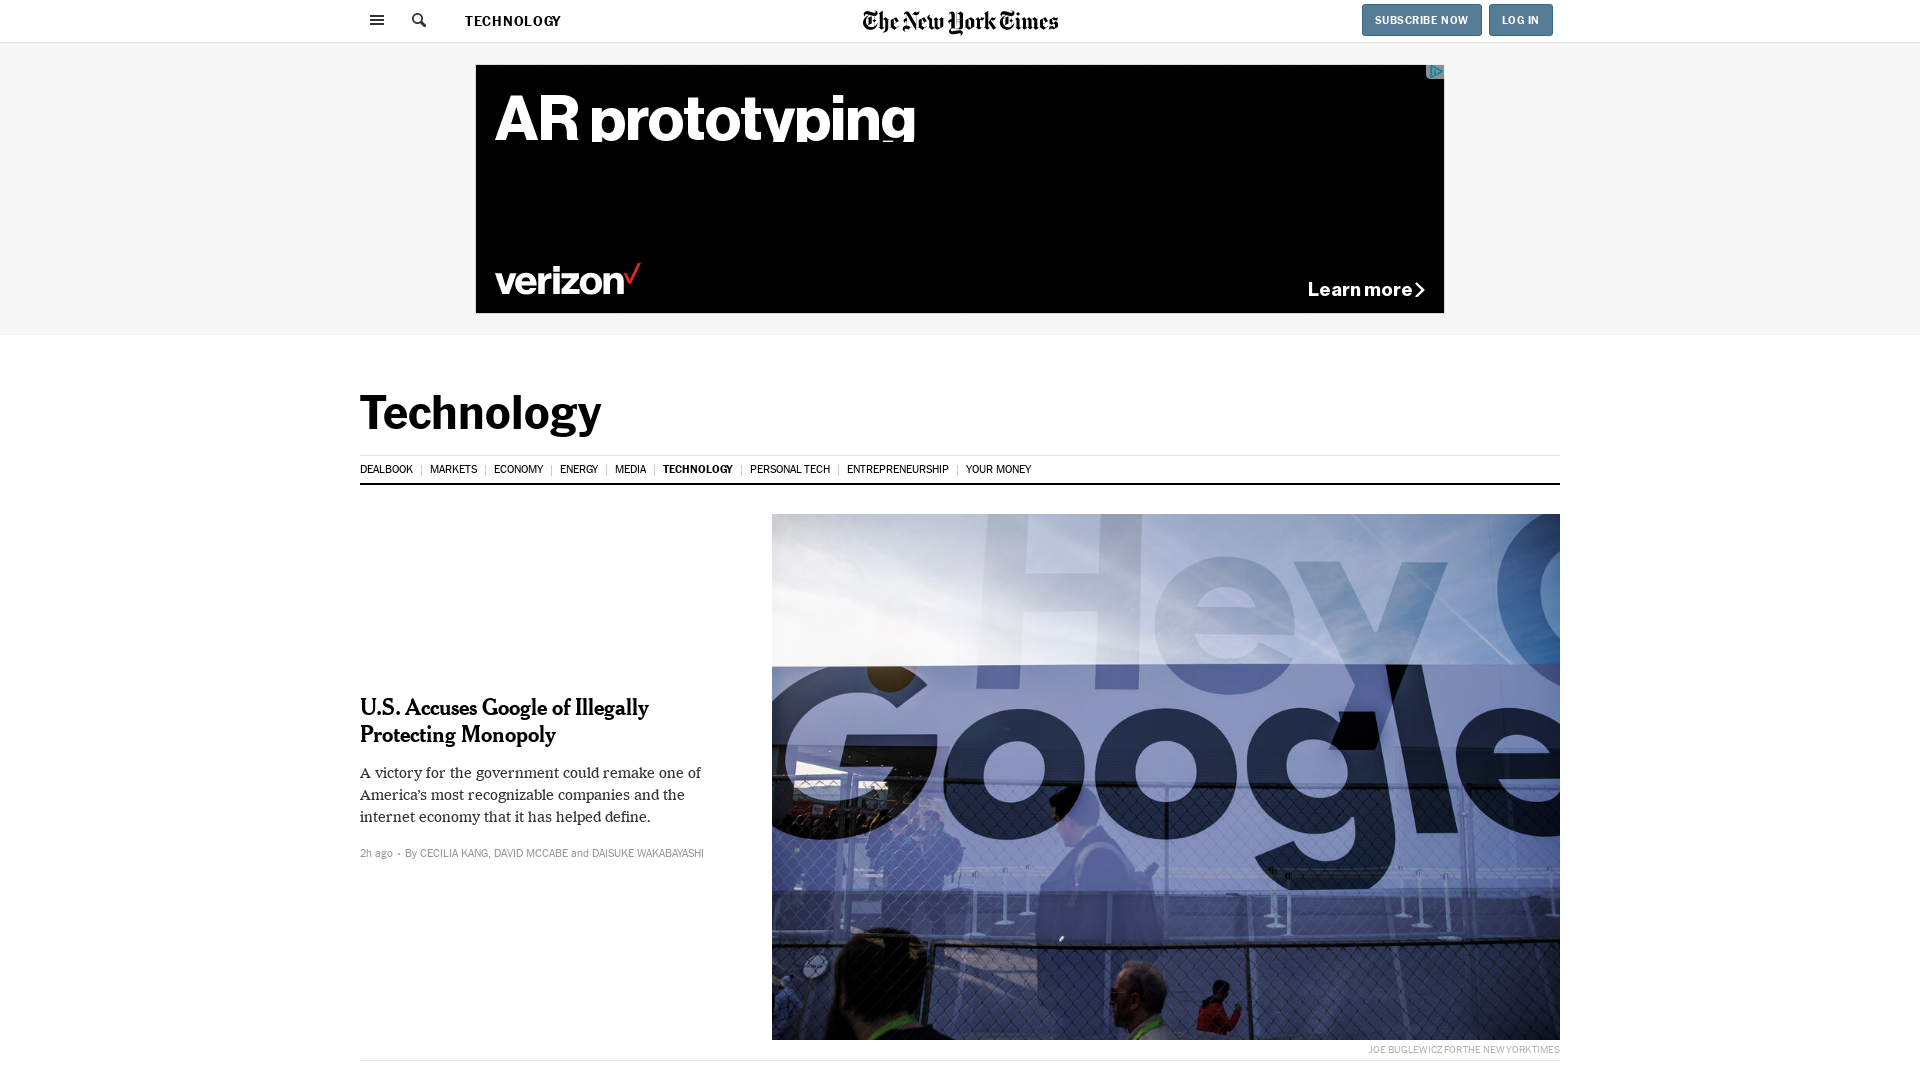 TECHNOLOGY
The New York Times
SUBSCRIBE NOW
LOG IN
AR prototyping
verizon
Learn more
Technology
DEALBOOK
MARKETS
ECONOMY
ENERGY
MEDIA
TECHNOLOGY
PERSONAL TECH
ENTREPRENEURSHIP
YOUR MONEY
Hey G
Google
U.S. Accuses Google of Illegally
Protecting Monopoly
A victory for the government could remake one of
America’s most recognizable companies and the
internet economy that it has helped define.
2h ago • By CECILIA KANG, DAVID MCCABE and DAISUKE WAKABAYASHI
JOE BUGLEWICZ FOR THE NEW YORK TIMES